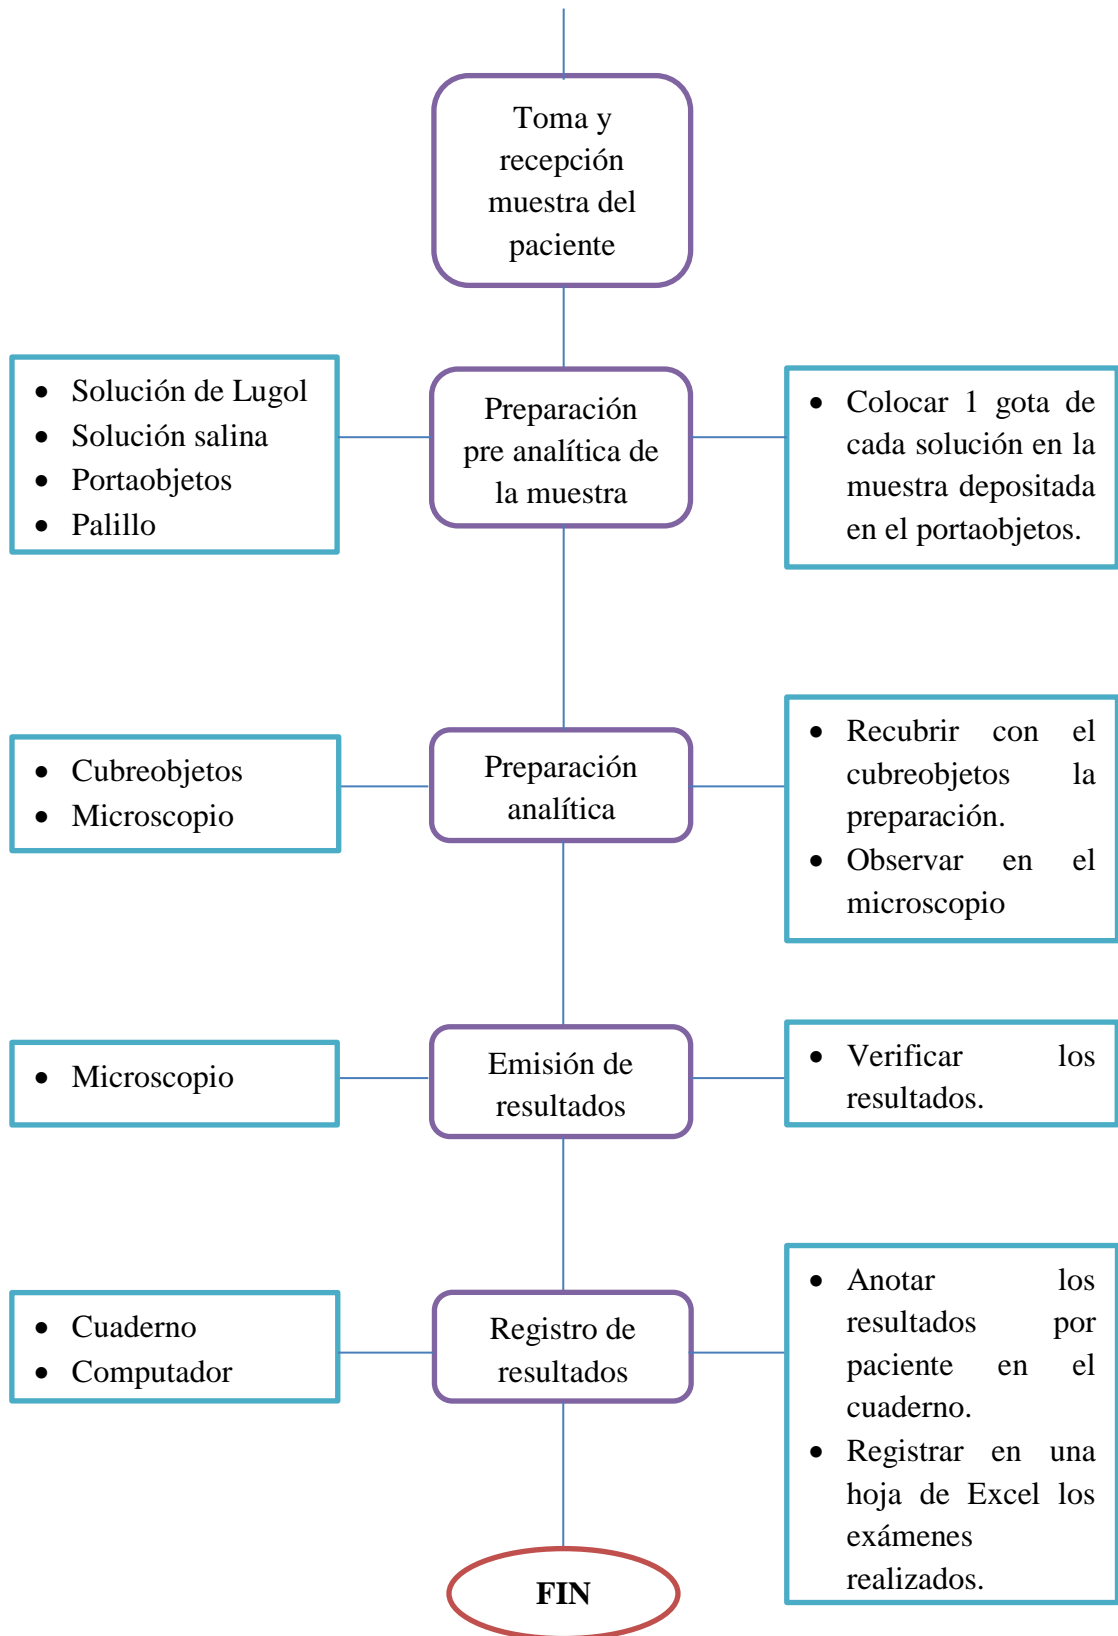 Toma y
recepción
muestra del
paciente
• Solución de Lugol
• Solución salina
• Portaobjetos
• Palillo
Preparación
pre analítica de
la muestra
• Colocar 1 gota de
cada solución en la
muestra depositada
en el portaobjetos.
• Cubreobjetos
• Microscopio
Preparación
analítica
• Recubrir con el
cubreobjetos la
preparación.
• Observar en el
microscopio
• Microscopio
Emisión de
resultados
• Verificar los
resultados.
• Cuaderno
• Computador
Registro de
resultados
• Anotar los
resultados por
paciente en el
cuaderno.
• Registrar en una
hoja de Excel los
exámenes
realizados.
FIN